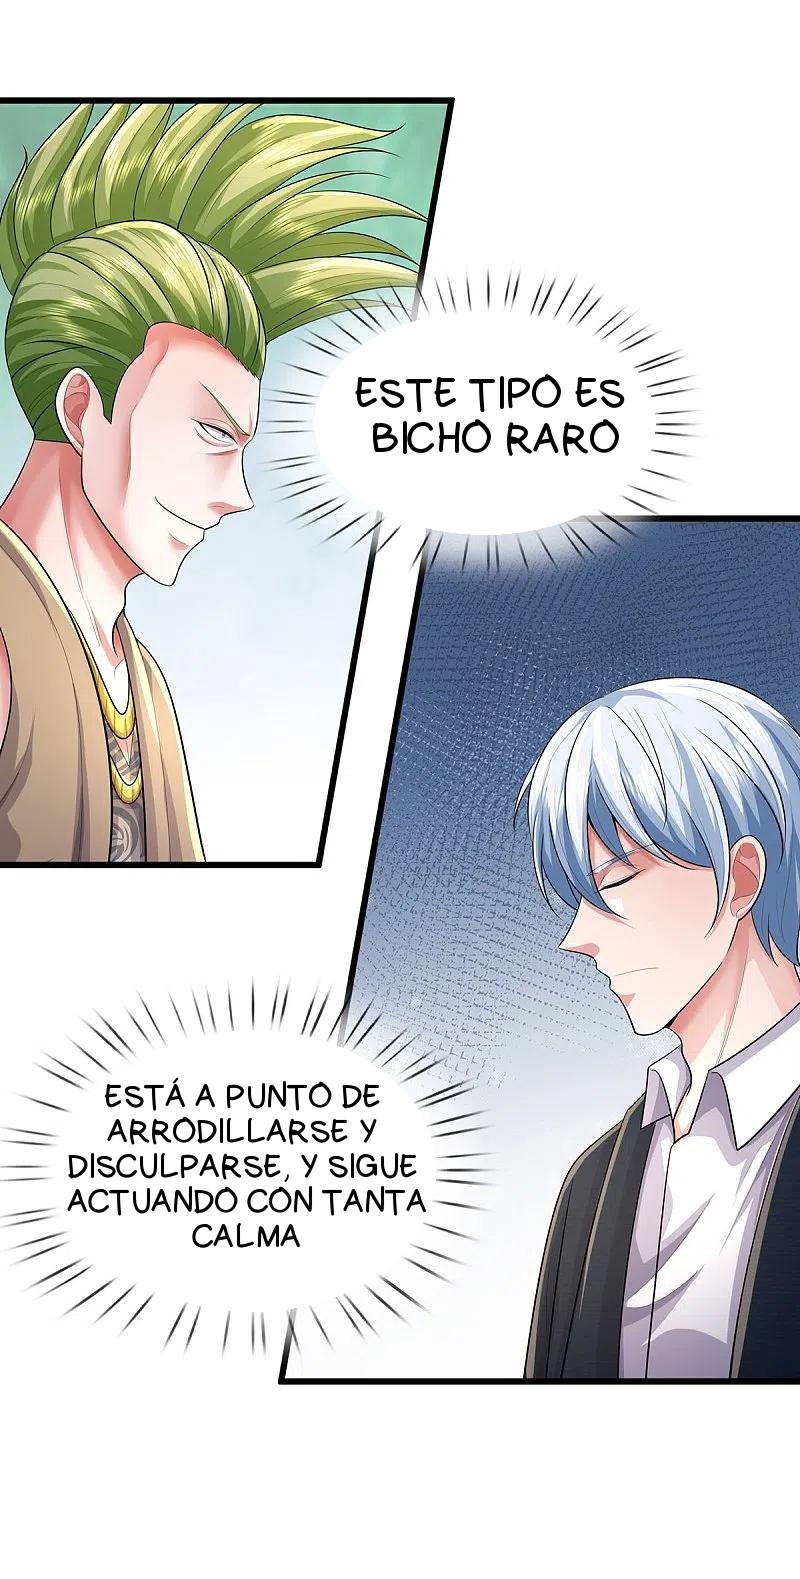 ESTE TIPO ES
BICHO RARO
ESTÁ A PUNTO DE
ARRODILLARSE Y
DISCULPARSE, Y SIGUE
ACTUANDO CON TANTA
CALMA